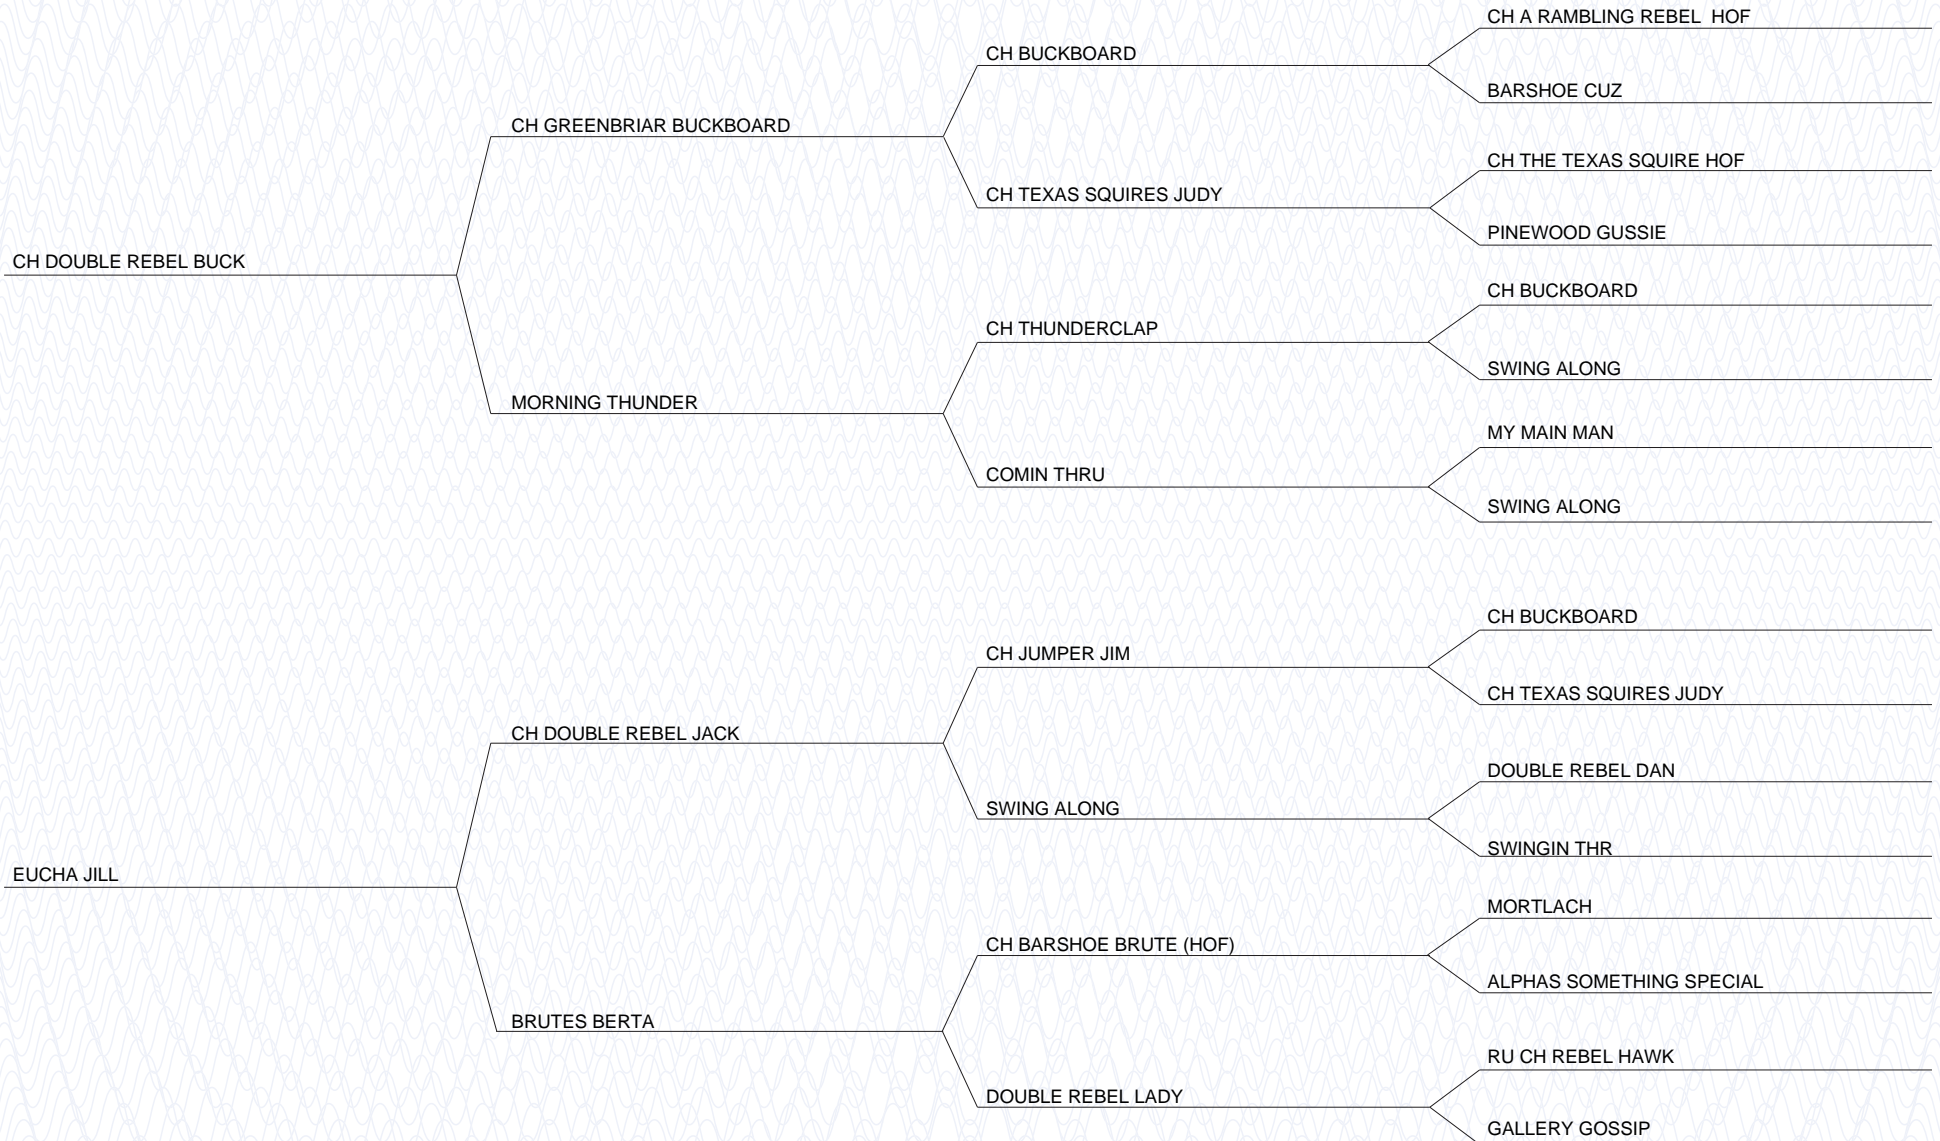 CH A RAMBLING REBEL  HOF
CH BUCKBOARD
BARSHOE CUZ
CH GREENBRIAR BUCKBOARD
CH THE TEXAS SQUIRE HOF
CH TEXAS SQUIRES JUDY
PINEWOOD GUSSIE
CH DOUBLE REBEL BUCK
CH BUCKBOARD
CH THUNDERCLAP
SWING ALONG
MORNING THUNDER
MY MAIN MAN
COMIN THRU
SWING ALONG
CH BUCKBOARD
CH JUMPER JIM
CH TEXAS SQUIRES JUDY
CH DOUBLE REBEL JACK
DOUBLE REBEL DAN
SWING ALONG
SWINGIN THR
EUCHA JILL
MORTLACH
CH BARSHOE BRUTE (HOF)
ALPHAS SOMETHING SPECIAL
BRUTES BERTA
RU CH REBEL HAWK
DOUBLE REBEL LADY
GALLERY GOSSIP